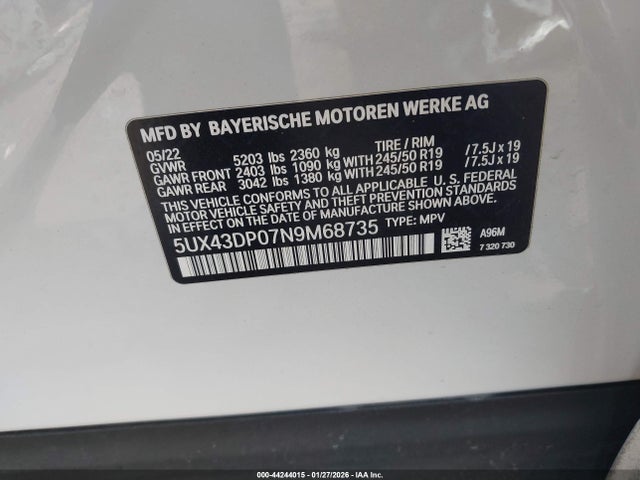 MFD BY BAYERISCHE MOTOREN WERKE AG
05/22 TIRE / RIM
GVWR 5203 lbs 2360 kg
GAWR FRONT 2403 lbs 1090 kg WITH 245/50 R19 / 7.5J x 19
GAWR REAR 3042 lbs 1380 kg WITH 245/50 R19 / 7.5J x 19
THIS VEHICLE CONFORMS TO ALL APPLICABLE U.S. FEDERAL
MOTOR VEHICLE SAFETY, BUMPER, AND THEFT PREVENTION
STANDARDS IN EFFECT ON THE DATE OF MANUFACTURE SHOWN ABOVE.
5UX43DP07N9M68735 TYPE: MPV
A96M
7 320 730
000-44244015 - 01/27/2026 - IAA Inc.